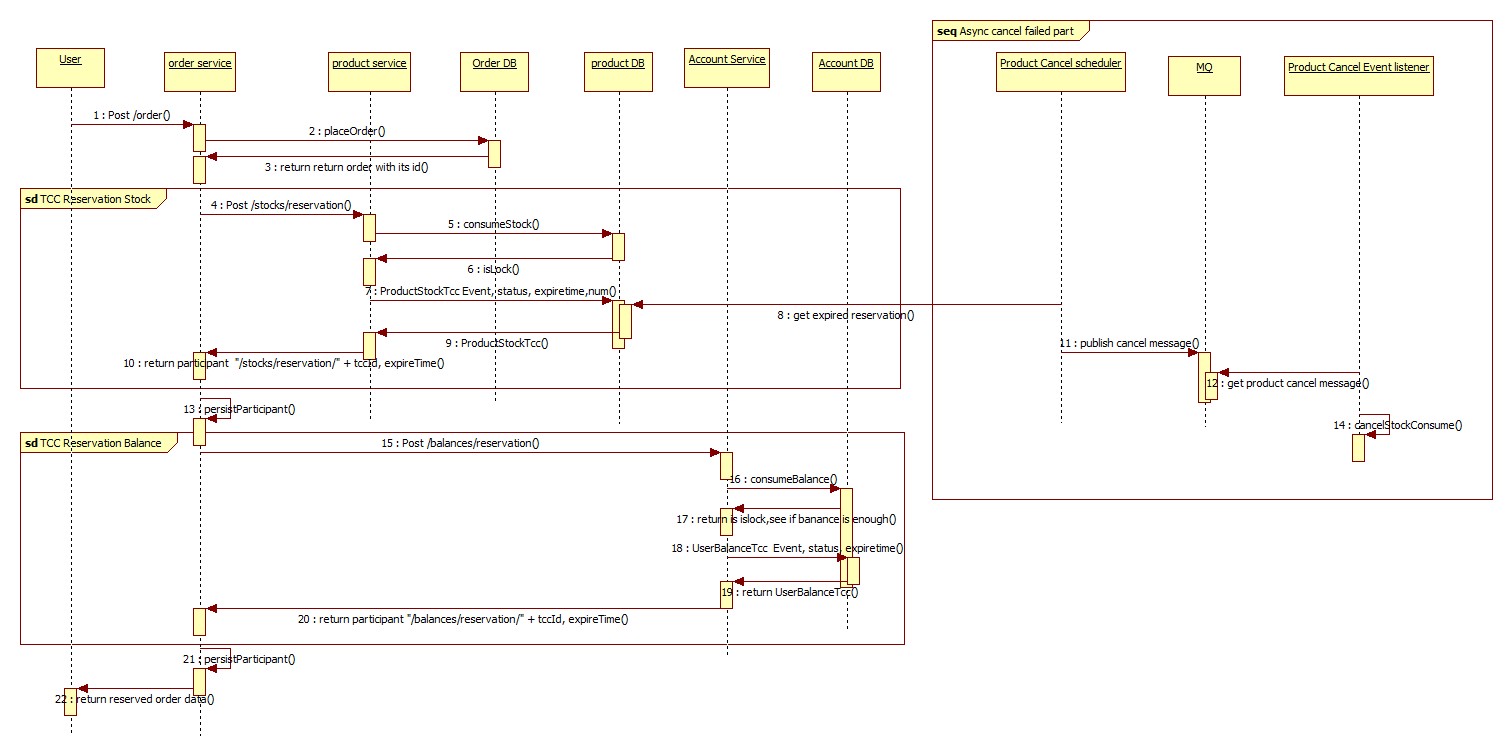 seq Async cancel failed part
User
order service
product service
Order DB
product DB
Account Service
Account DB
Product Cancel scheduler
MQ
Product Cancel Event listener
1 : Post /order()
2 : placeOrder()
3 : return return order with its id()
sd TCC Reservation Stock
4 : Post /stocks/reservation()
5 : consumeStock()
6 : isLock()
7 : ProductStockTcc Event, status, expiretime,num()
8 : get expired reservation()
9 : ProductStockTcc()
10 : return participant "/stocks/reservation/" + tccId, expireTime()
11 : publish cancel message()
12 : get product cancel message()
13 : persistParticipant()
14 : cancelStockConsume()
sd TCC Reservation Balance
15 : Post /balances/reservation()
16 : consumeBalance()
17 : return is islock,see if banance is enough()
18 : UserBalanceTcc Event, status, expiretime()
19 : return UserBalanceTcc()
20 : return participant "/balances/reservation/" + tccId, expireTime()
21 : persistParticipant()
22 : return reserved order data()